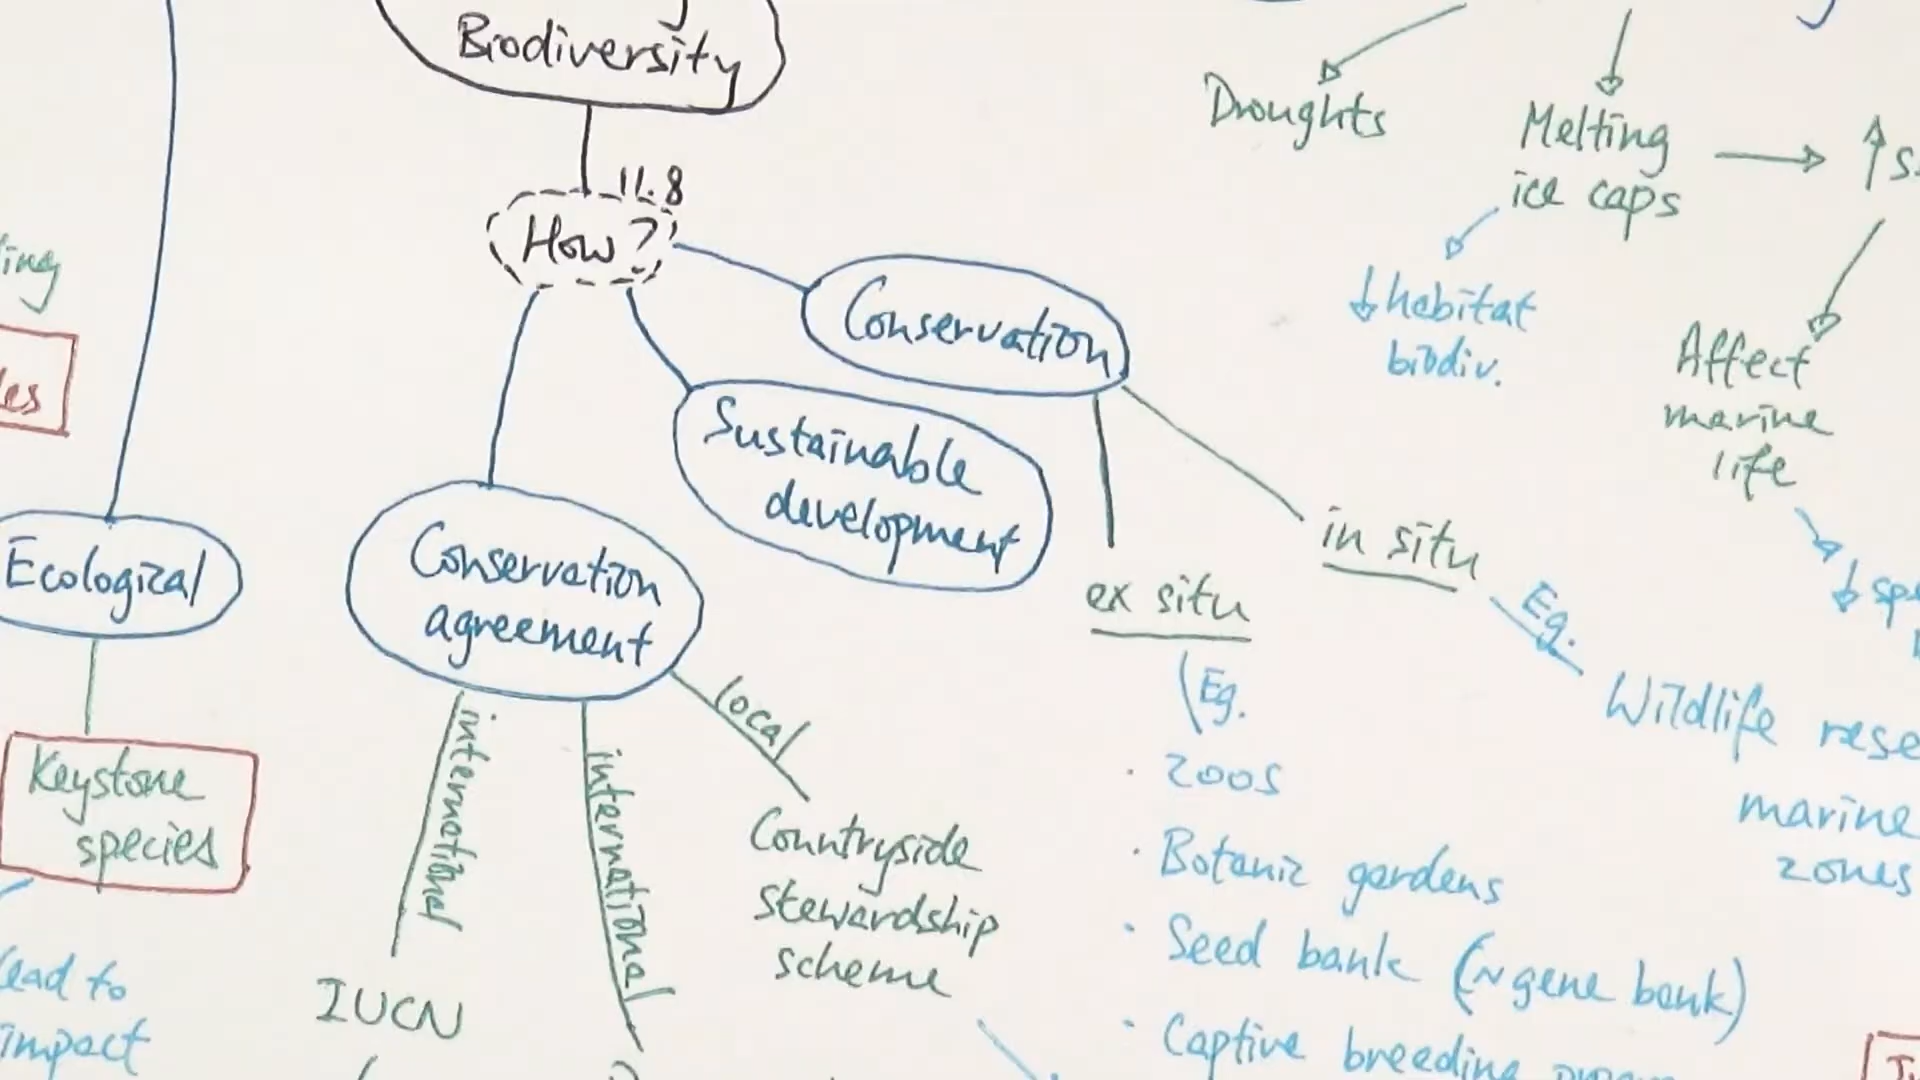 Biodiversity
11.8
How?
Conservation
Sustainable
development
Conservation
agreement
Ecological
Keystone
species
lead to
impact
international
IUCN
international
local
Countryside
stewardship
scheme
ex situ
Eg.
· Zoos
· Botanic gardens
· Seed bank (~gene bank)
· Captive breeding
in situ
Eg.
Wildlife
marine
zones
Droughts
Melting
ice caps
↓ habitat
biodiv.
Affect
marine
life